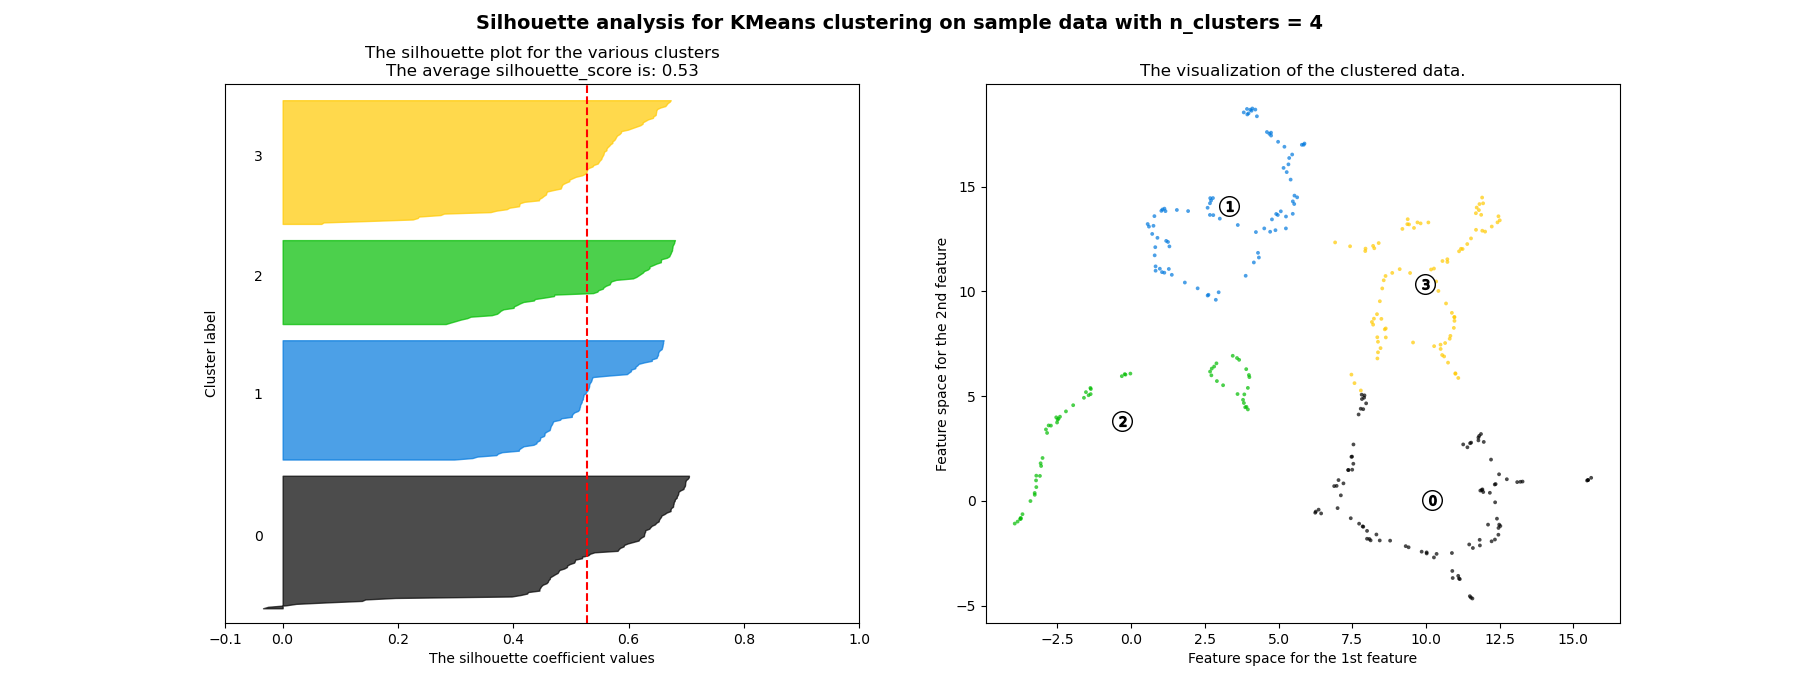 Silhouette analysis for KMeans clustering on sample data with n_clusters = 4
The silhouette plot for the various clusters
The average silhouette_score is: 0.53
3
2
1
0
Cluster label
−0.1 0.0 0.2 0.4 0.6 0.8 1.0
The silhouette coefficient values
The visualization of the clustered data.
15
10
5
0
−5
Feature space for the 2nd feature
1
3
2
0
−2.5 0.0 2.5 5.0 7.5 10.0 12.5 15.0
Feature space for the 1st feature